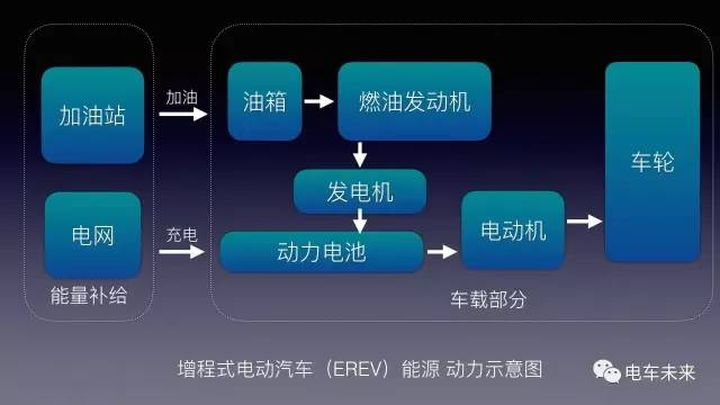 加油站
加油
油箱
燃油发动机
车轮
发电机
电网
充电
动力电池
电动机
能量补给
车载部分
增程式电动汽车（EREV）能源 动力示意图
电车未来